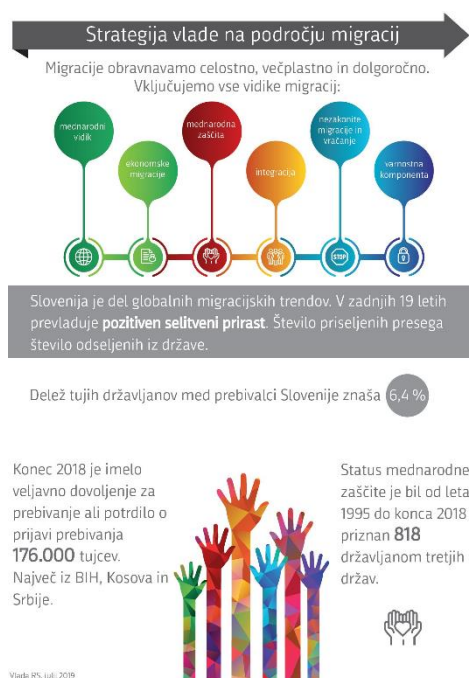 Strategija vlade na področju migracij
Migracije obravnavamo celostno, večplastno in dolgoročno.
Vključujemo vse vidike migracij:
mednarodni
vidik
ekonomske
migracije
mednarodna
zaščita
integracija
nezakonite
migracije in
vračanje
varnostna
komponenta
STOP
Slovenija je del globalnih migracijskih trendov. V zadnjih 19 letih
prevladuje pozitiven selitveni prirast. Število priseljenih presega
število odseljenih iz države.
Delež tujih državljanov med prebivalci Slovenije znaša 6,4 %
Konec 2018 je imelo
veljavno dovoljenje za
prebivanje ali potrdilo o
prijavi prebivanja
176.000 tujcev.
Največ iz BIH, Kosova in
Srbije.
Status mednarodne
zaščite je bil od leta
1995 do konca 2018
priznan 818
državljanom tretjih
držav.
Vlada RS, julij 2019